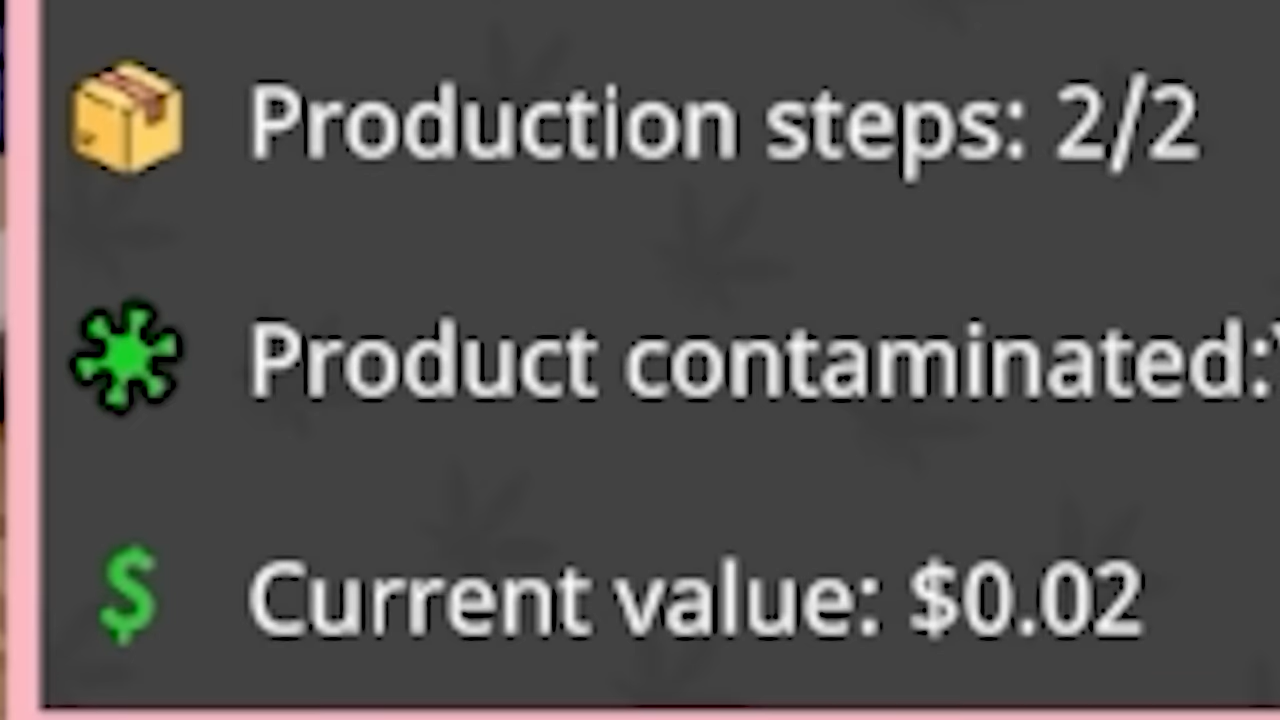 Production steps: 2/2
Product contaminated:
Current value: $0.02